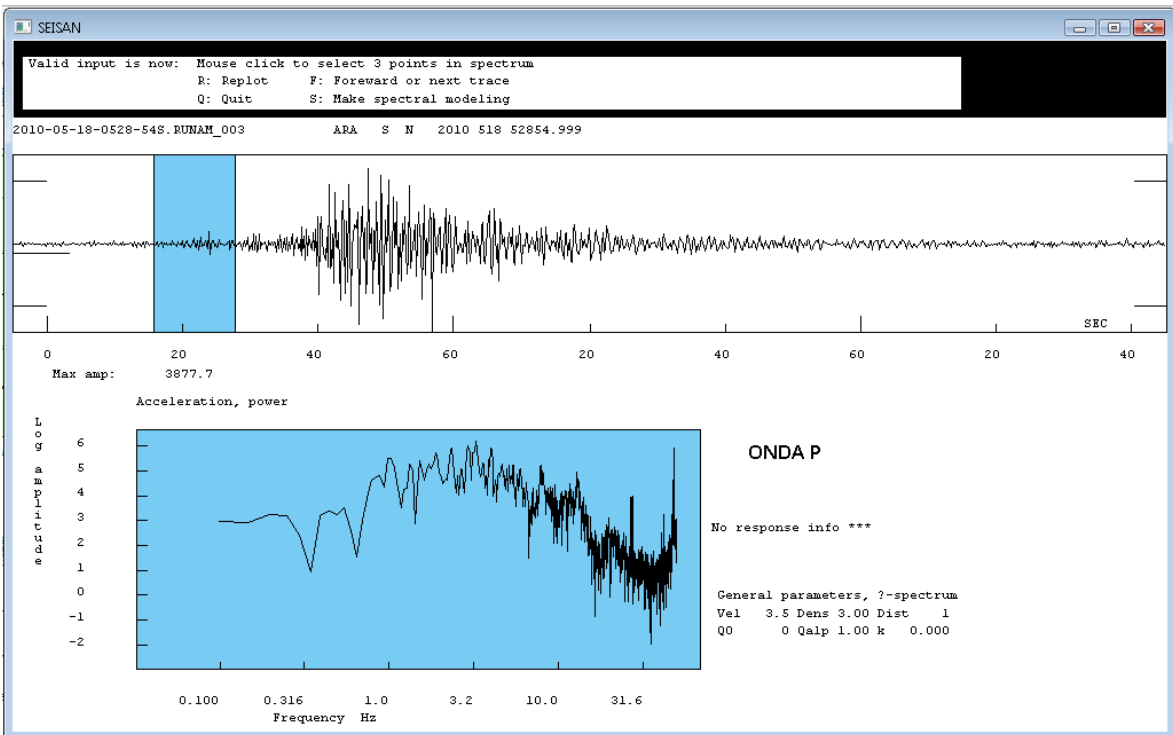 SEISAN
Valid input is now: Mouse click to select 3 points in spectrum
R: Replot F: Foreward or next trace
Q: Quit S: Make spectral modeling
2010-05-18-0528-54S.RUNAM_003 ARA S N 2010 518 52854.999
SEC
0 20 40 60 20 40 60 20 40
Max amp: 3877.7
Acceleration, power
Log amplitude
6
5
4
3
2
1
0
-1
-2
ONDA P
No response info ***
General parameters, ?-spectrum
Vel 3.5 Dens 3.00 Dist 1
Q0 0 Qalp 1.00 k 0.000
0.100 0.316 1.0 3.2 10.0 31.6
Frequency Hz